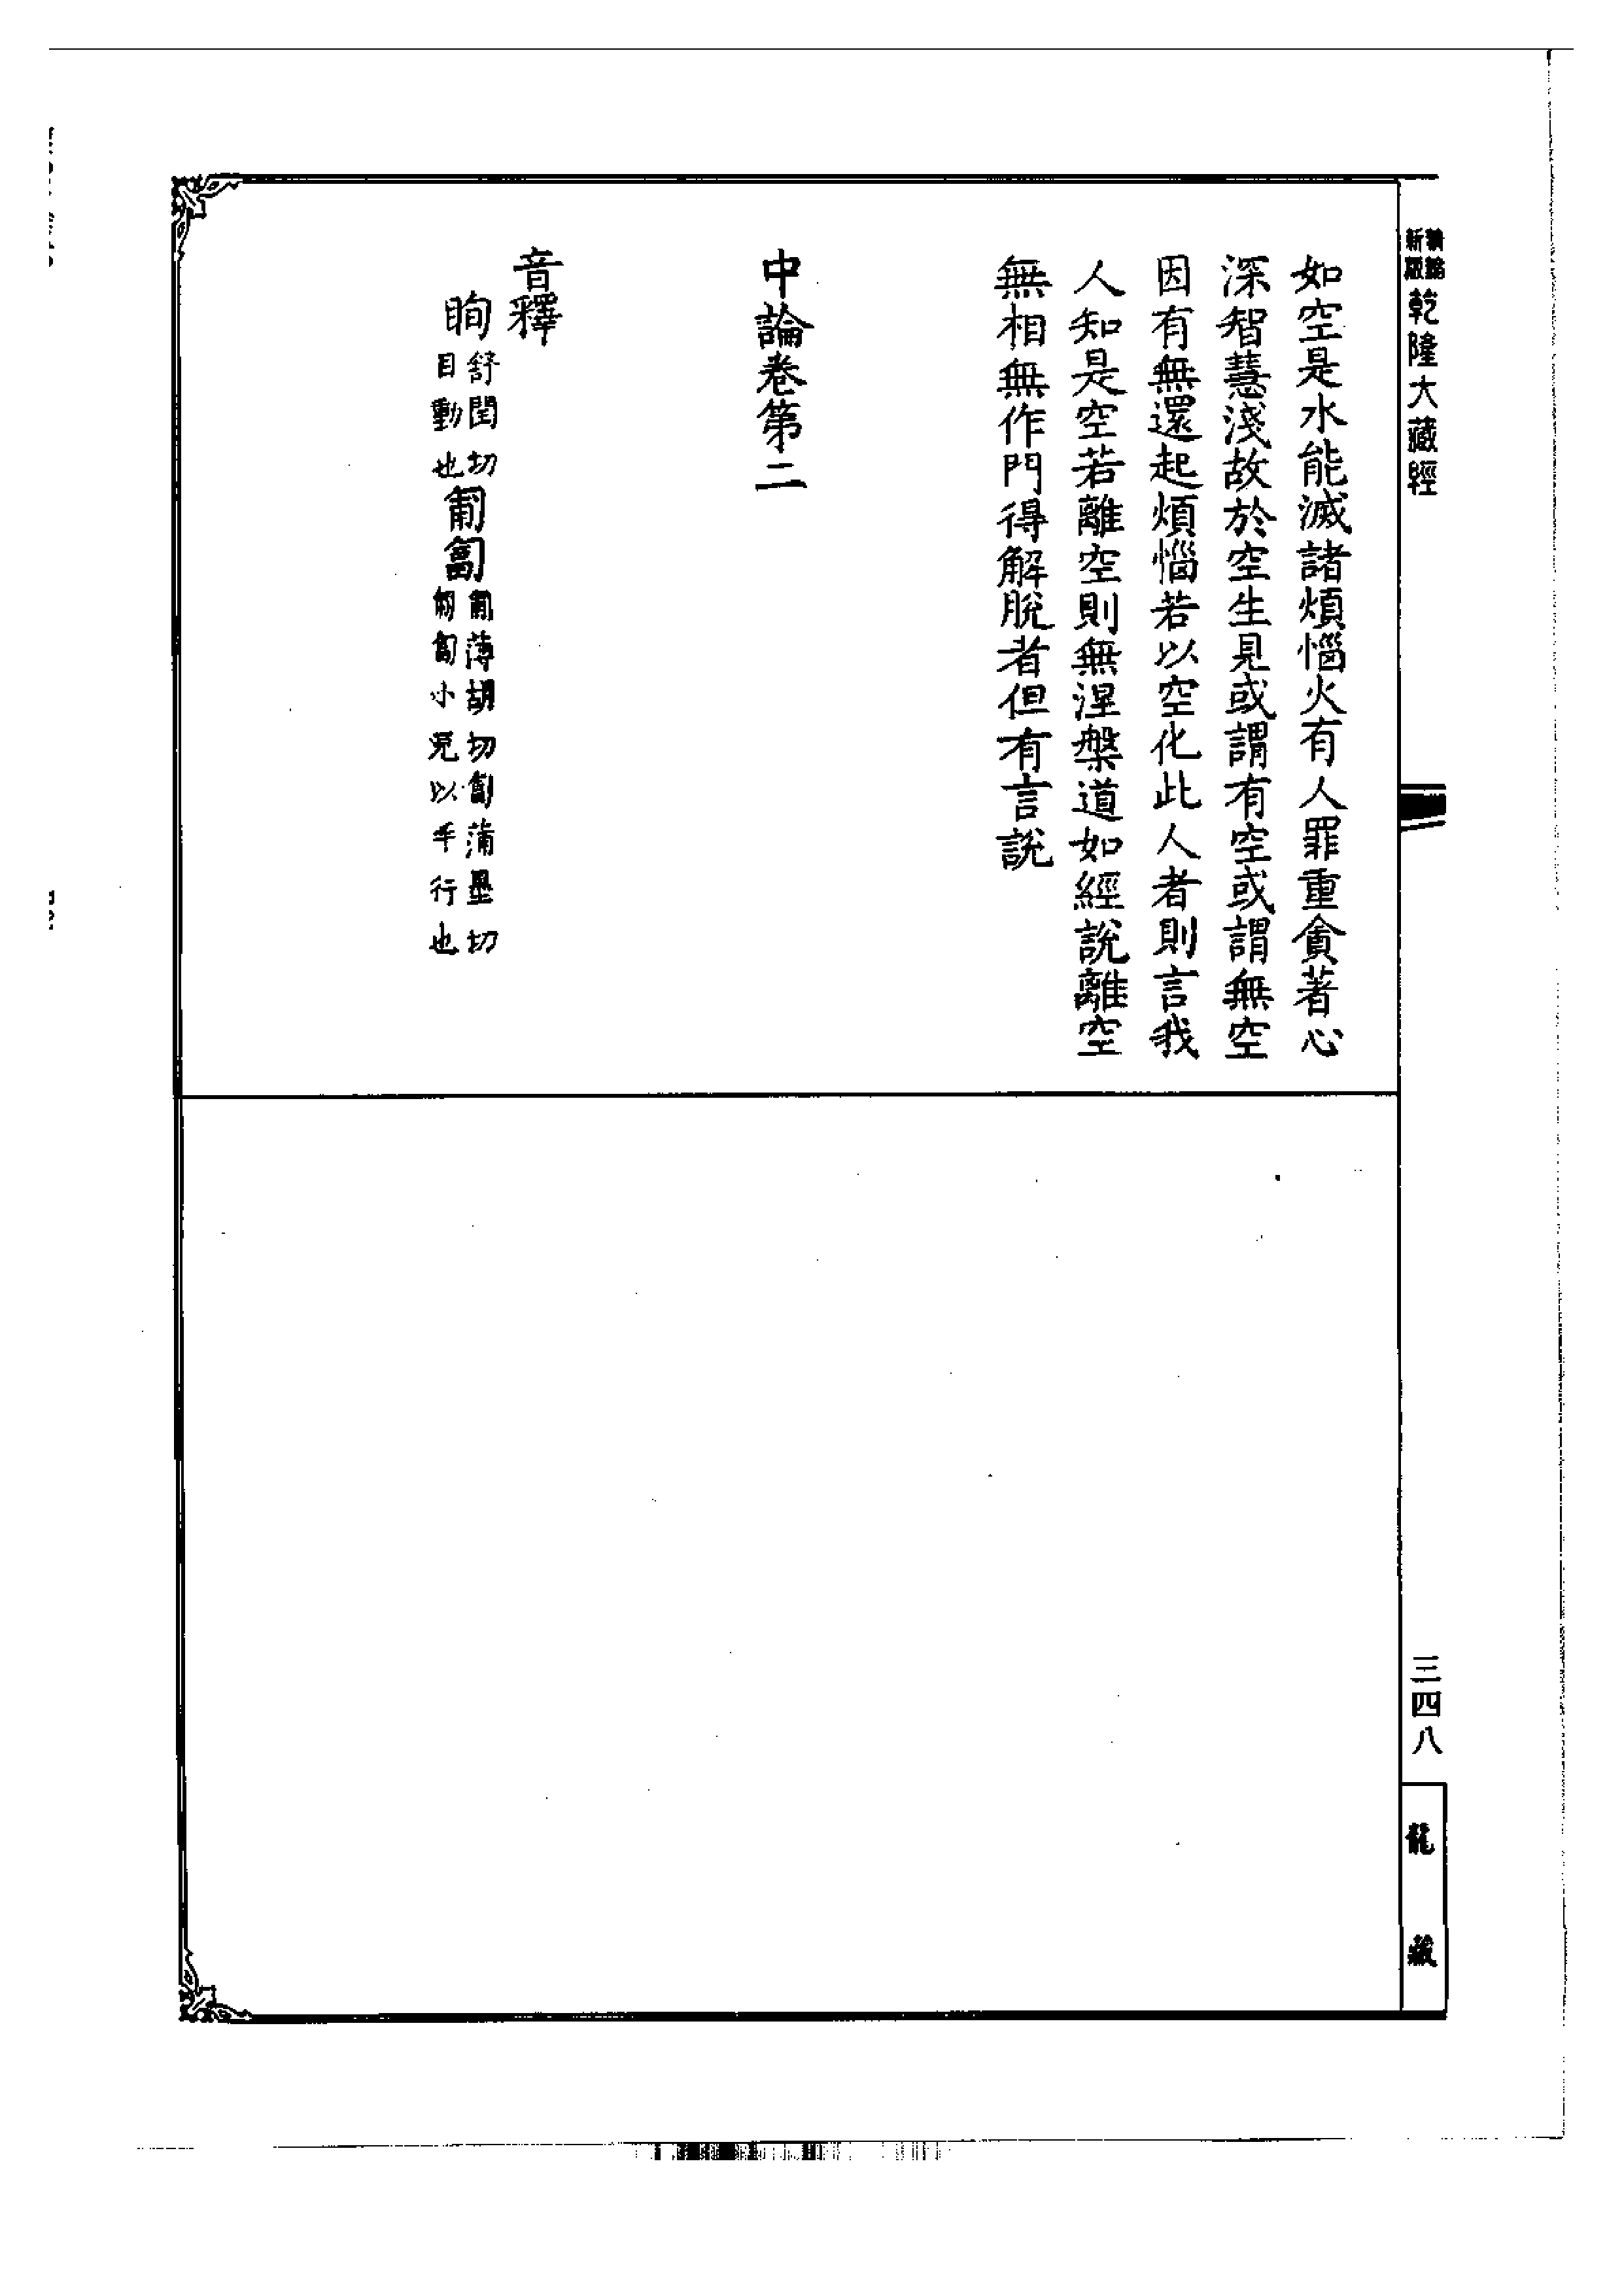 新版
乾隆大藏經
如空是水能滅諸煩惱火有人罪重貪著心
深智慧淺故於空生見或謂有空或謂無空
因有無還起煩惱若以空化此人者則言我
人知是空若離空則無涅槃道如經說離空
無相無作門得解脫者但有言說
中論卷第二
音釋
眴舒閏切目動也匍匐匍薄胡切匐蒲墨切匍匐小兒以手行也
三四八
龍藏